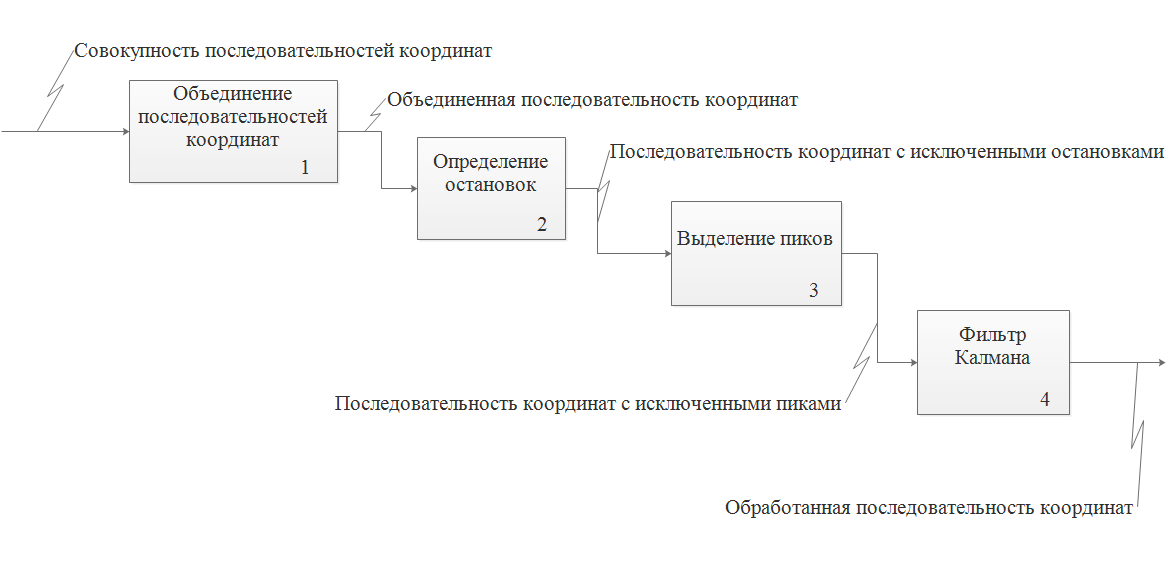 Совокупность последовательностей координат
Объединение
последовательностей
координат
1
Объединенная последовательность координат
Определение
остановок
2
Последовательность координат с исключенными остановками
Выделение пиков
3
Фильтр
Калмана
4
Последовательность координат с исключенными пиками
Обработанная последовательность координат